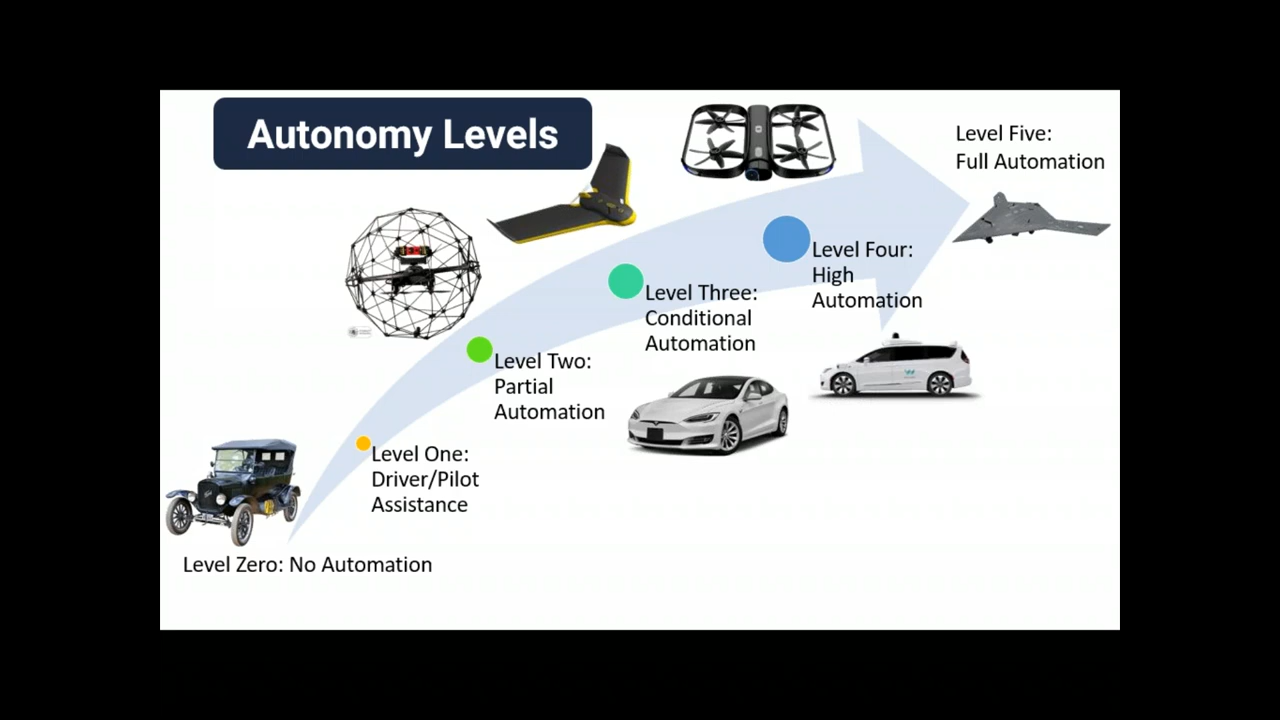 Autonomy Levels
Level Five:
Full Automation
Level Four:
High
Automation
Level Three:
Conditional
Automation
Level Two:
Partial
Automation
Level One:
Driver/Pilot
Assistance
Level Zero: No Automation